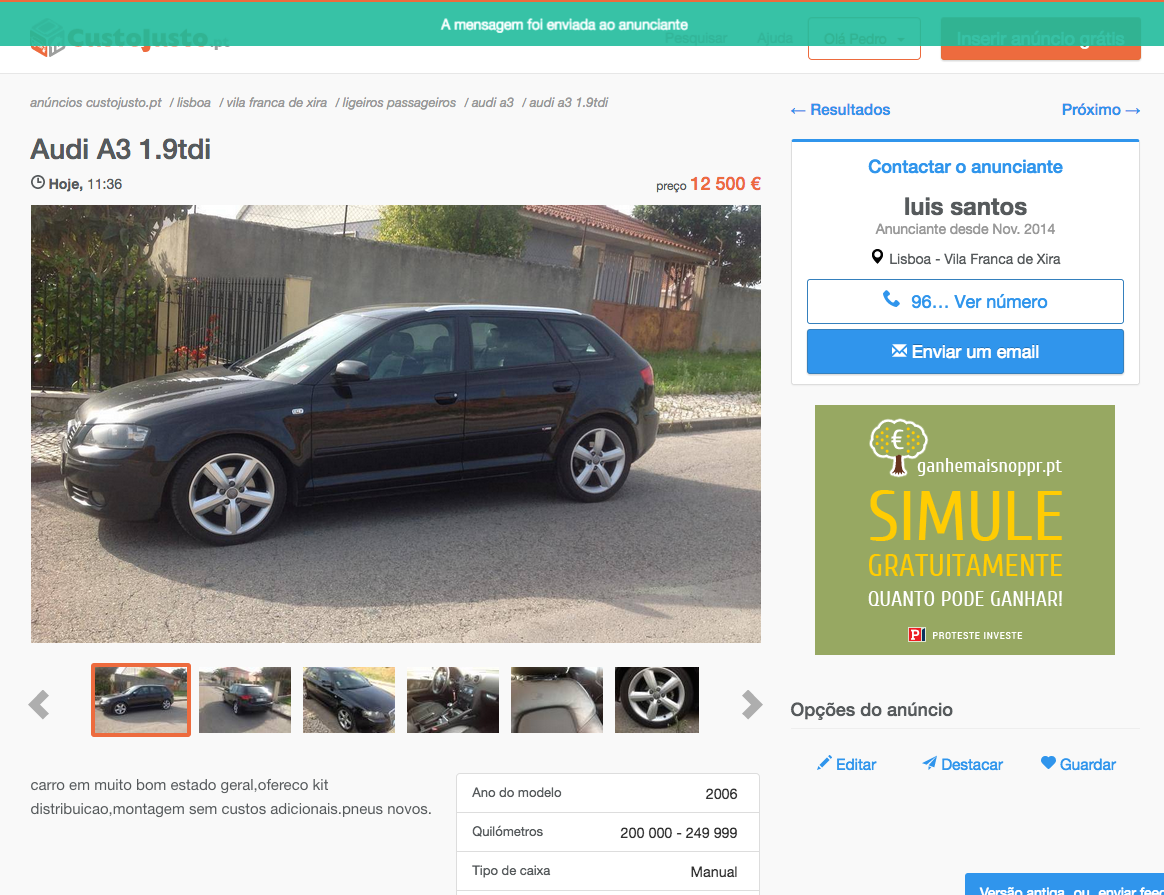 A mensagem foi enviada ao anunciante
CustoJusto.pt
Pesquisar
Ajuda
Olá Pedro
Inserir anúncio grátis
anúncios custojusto.pt / lisboa / vila franca de xira / ligeiros passageiros / audi a3 / audi a3 1.9tdi
← Resultados
Próximo →
Audi A3 1.9tdi
Hoje, 11:36
preço 12 500 €
Contactar o anunciante
luis santos
Anunciante desde Nov. 2014
Lisboa - Vila Franca de Xira
96… Ver número
Enviar um email
€
ganhemaisnoppr.pt
SIMULE
GRATUITAMENTE
QUANTO PODE GANHAR!
P PROTESTE INVESTE
Opções do anúncio
Editar
Destacar
Guardar
carro em muito bom estado geral,ofereco kit
distribuicao,montagem sem custos adicionais.pneus novos.
Ano do modelo 2006
Quilómetros 200 000 - 249 999
Tipo de caixa Manual
Versão antiga ou enviar